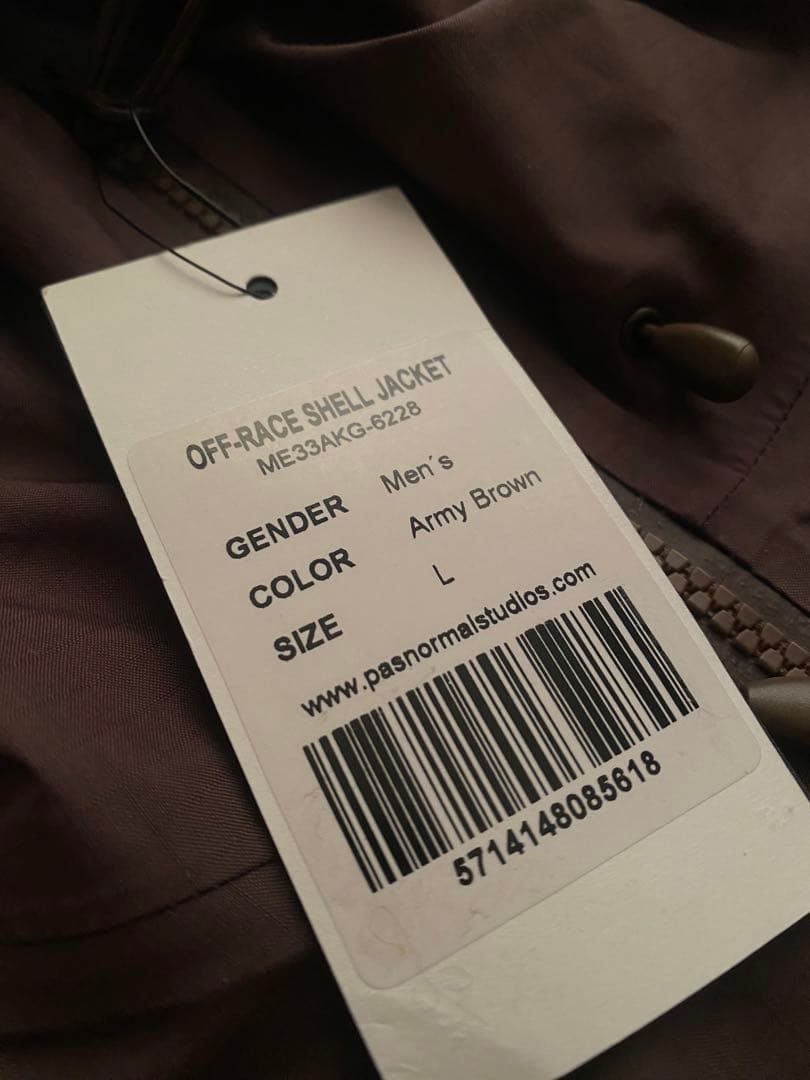 OFF-RACE SHELL JACKET
ME33AKG-6228
GENDER Men´s
COLOR Army Brown
SIZE L
www.pasnormalstudios.com
5714148085618